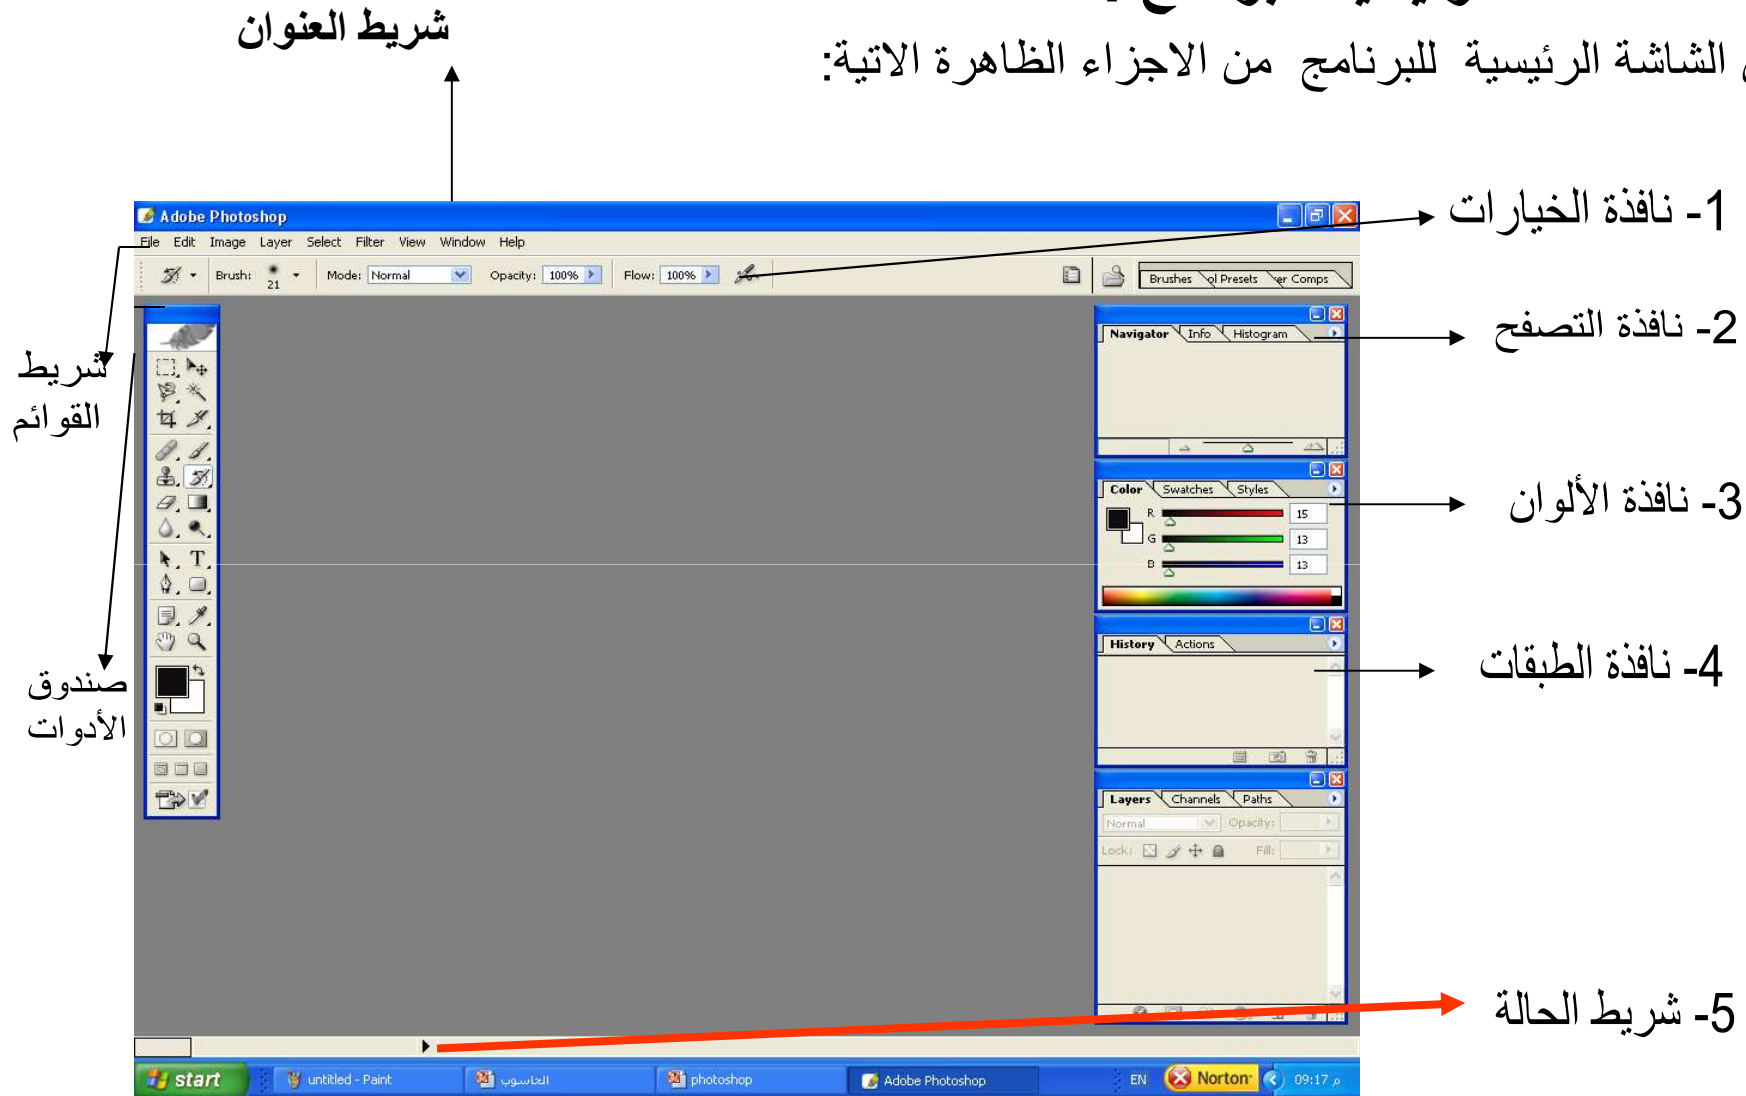 شريط العنوان
الشاشة الرئيسية للبرنامج من الاجزاء الظاهرة الاتية:
1- نافذة الخيارات
2- نافذة التصفح
3- نافذة الألوان
4- نافذة الطبقات
5- شريط الحالة
شريط
القوائم
صندوق
الأدوات
Adobe Photoshop
File Edit Image Layer Select Filter View Window Help
Brush: 21 Mode: Normal Opacity: 100% Flow: 100%
Brushes ol Presets er Comps
Navigator Info Histogram
Color Swatches Styles
R 15
G 13
B 13
History Actions
Layers Channels Paths
Normal Opacity:
Lock: Fill:
T
start untitled - Paint الحاسوب photoshop Adobe Photoshop EN Norton 09:17 م